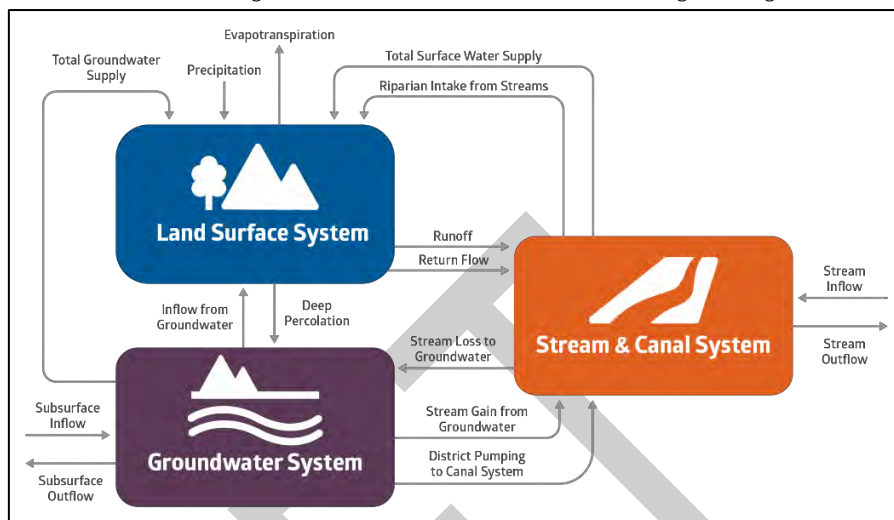 Evapotranspiration
Total Groundwater
Supply
Precipitation
Total Surface Water Supply
Riparian Intake from Streams
Land Surface System
Runoff
Return Flow
Stream
Inflow
Inflow from
Groundwater
Deep
Percolation
Stream Loss to
Groundwater
Stream & Canal System
Stream
Outflow
Subsurface
Inflow
Stream Gain from
Groundwater
Groundwater System
District Pumping
to Canal System
Subsurface
Outflow